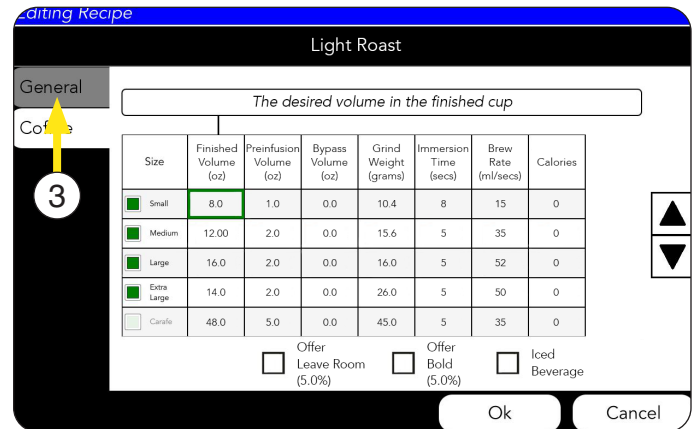 Editing Recipe
Light Roast
General
Coffee
3
The desired volume in the finished cup
Size Finished Volume (oz) Preinfusion Volume (oz) Bypass Volume (oz) Grind Weight (grams) Immersion Time (secs) Brew Rate (ml/secs) Calories
Small 8.0 1.0 0.0 10.4 8 15 0
Medium 12.00 2.0 0.0 15.6 5 35 0
Large 16.0 2.0 0.0 16.0 5 52 0
Extra Large 14.0 2.0 0.0 26.0 5 50 0
Carafe 48.0 5.0 0.0 45.0 5 35 0
Offer Leave Room (5.0%)
Offer Bold (5.0%)
Iced Beverage
Ok
Cancel